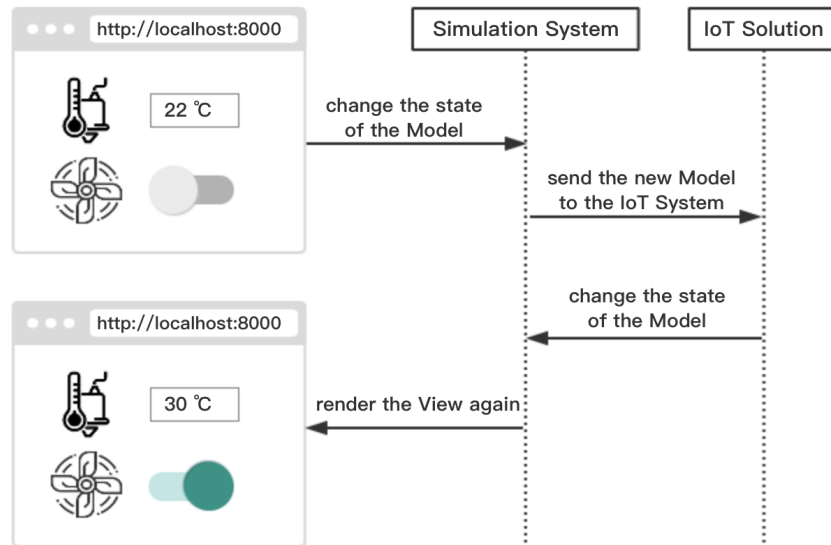 http://localhost:8000
Simulation System
IoT Solution
22 ℃
change the state
of the Model
send the new Model
to the IoT System
change the state
of the Model
http://localhost:8000
30 ℃
render the View again